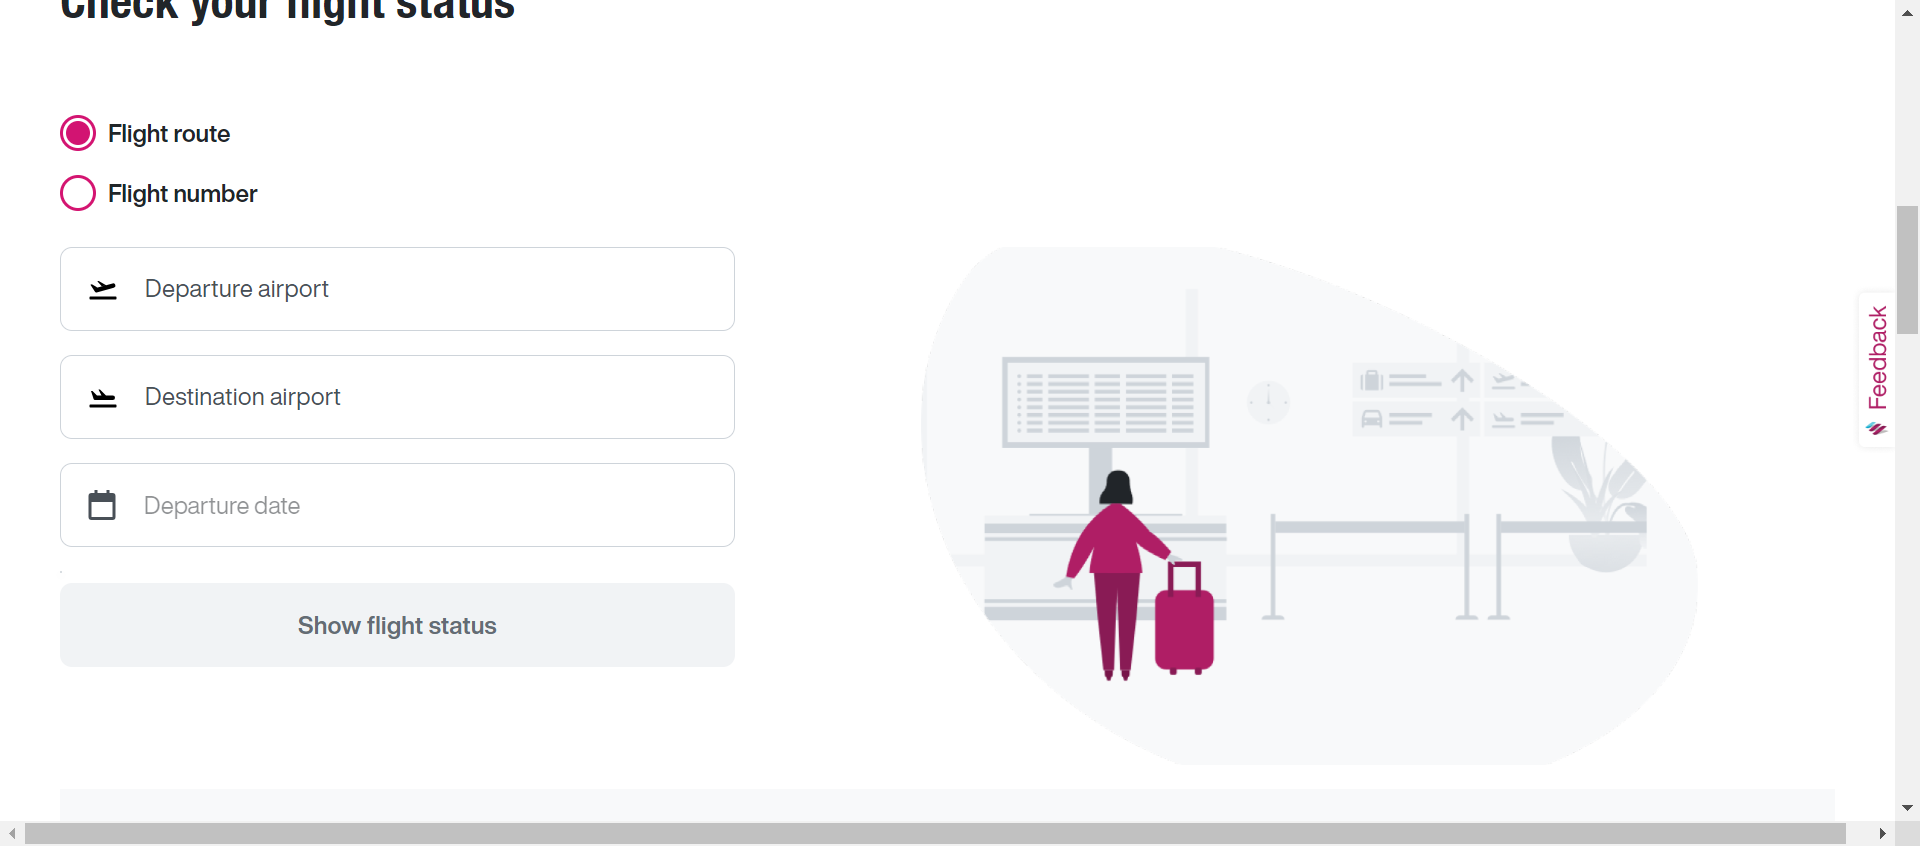 Check your flight status
Flight route
Flight number
Departure airport
Destination airport
Departure date
Show flight status
Feedback